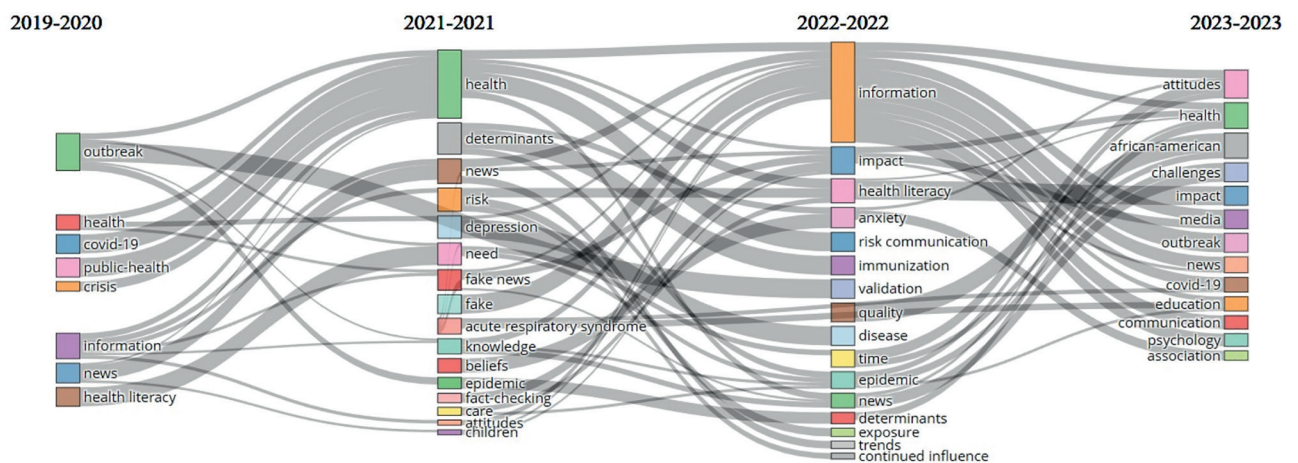 2019-2020
2021-2021
2022-2022
2023-2023
outbreak
health
covid-19
public-health
crisis
information
news
health literacy
health
determinants
news
risk
depression
need
fake news
fake
acute respiratory syndrome
knowledge
beliefs
epidemic
fact-checking
care
attitudes
children
information
impact
health literacy
anxiety
risk communication
immunization
validation
quality
disease
time
epidemic
news
determinants
exposure
trends
continued influence
attitudes
health
african-american
challenges
impact
media
outbreak
news
covid-19
education
communication
psychology
association